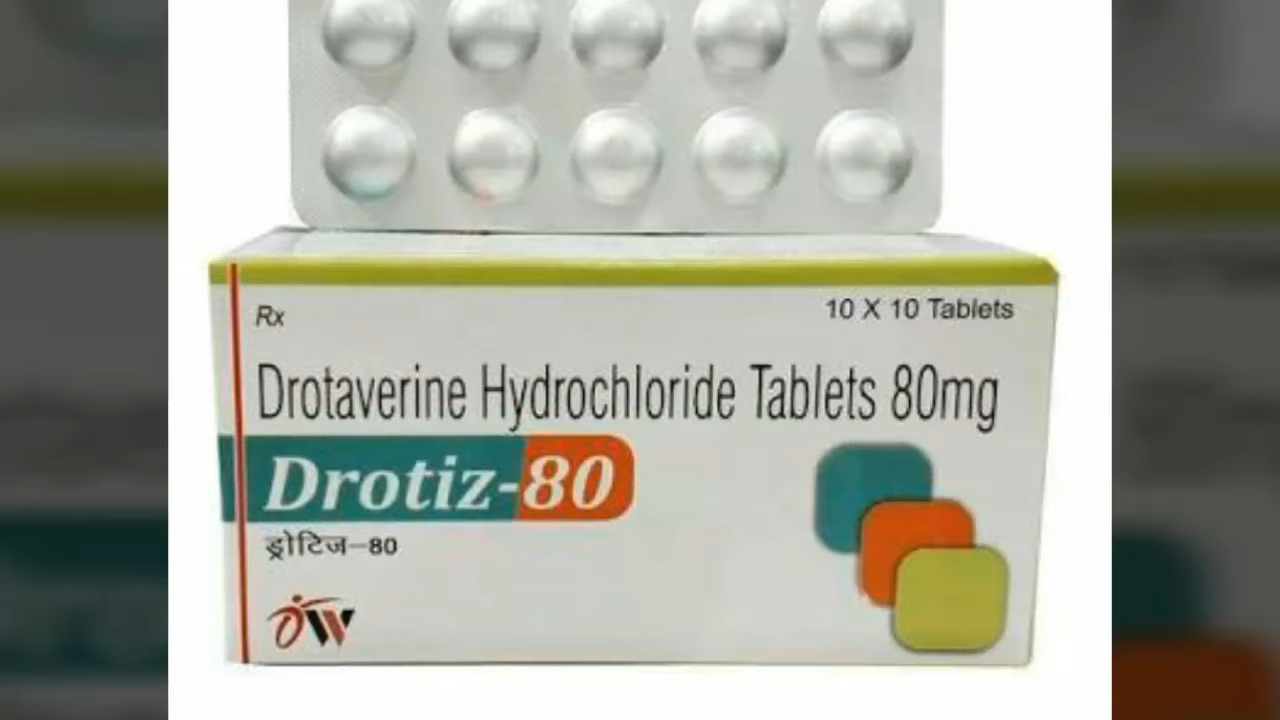 Rx
10 X 10 Tablets
Drotaverine Hydrochloride Tablets 80mg
Drotiz-80
ड्रोटिज-80